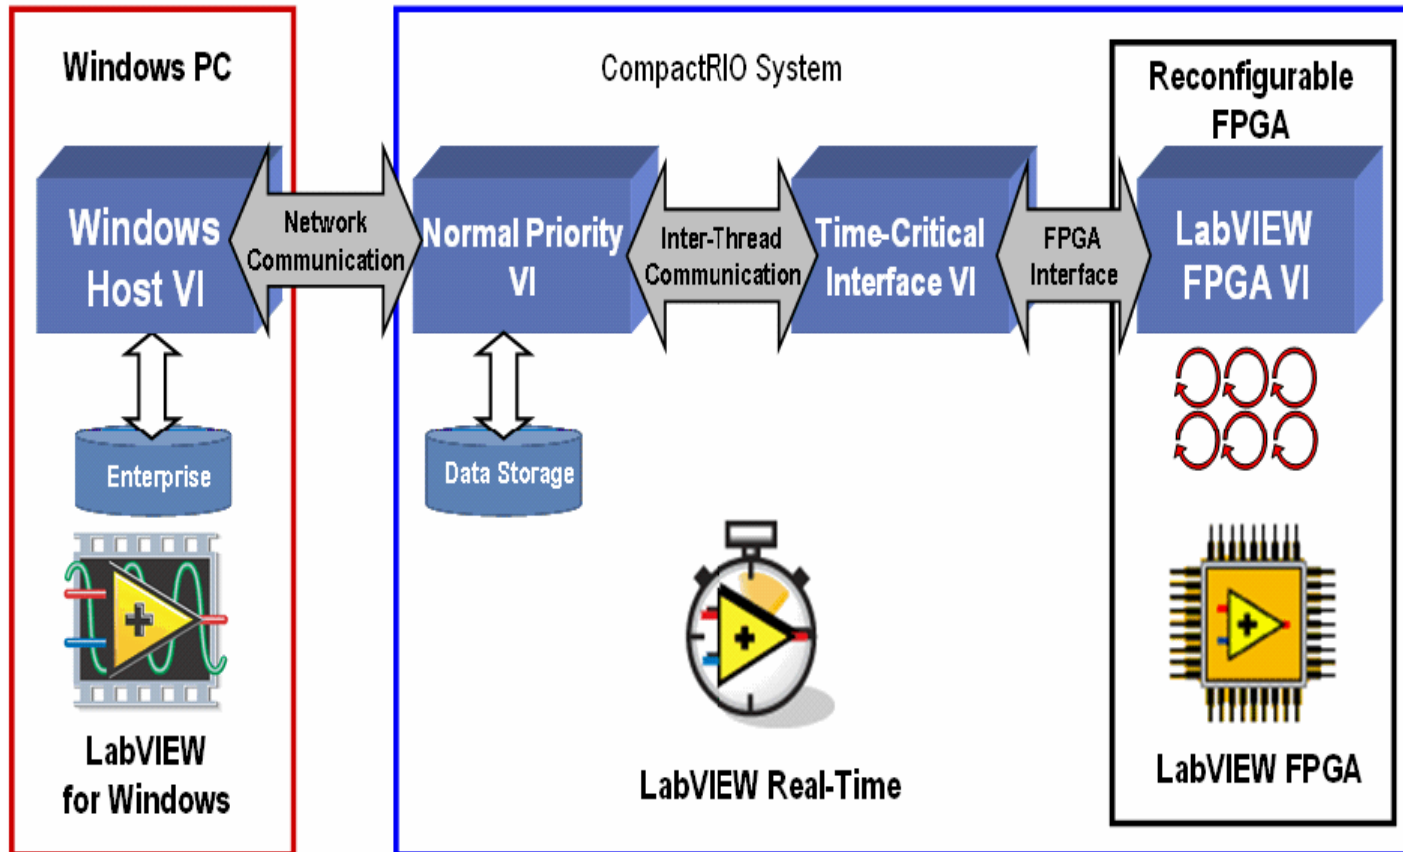 Windows PC
CompactRIO System
Reconfigurable
FPGA
Windows
Host VI
Network
Communication
Normal Priority
VI
Inter-Thread
Communication
Time-Critical
Interface VI
FPGA
Interface
LabVIEW
FPGA VI
Enterprise
Data Storage
LabVIEW
for Windows
LabVIEW Real-Time
LabVIEW FPGA